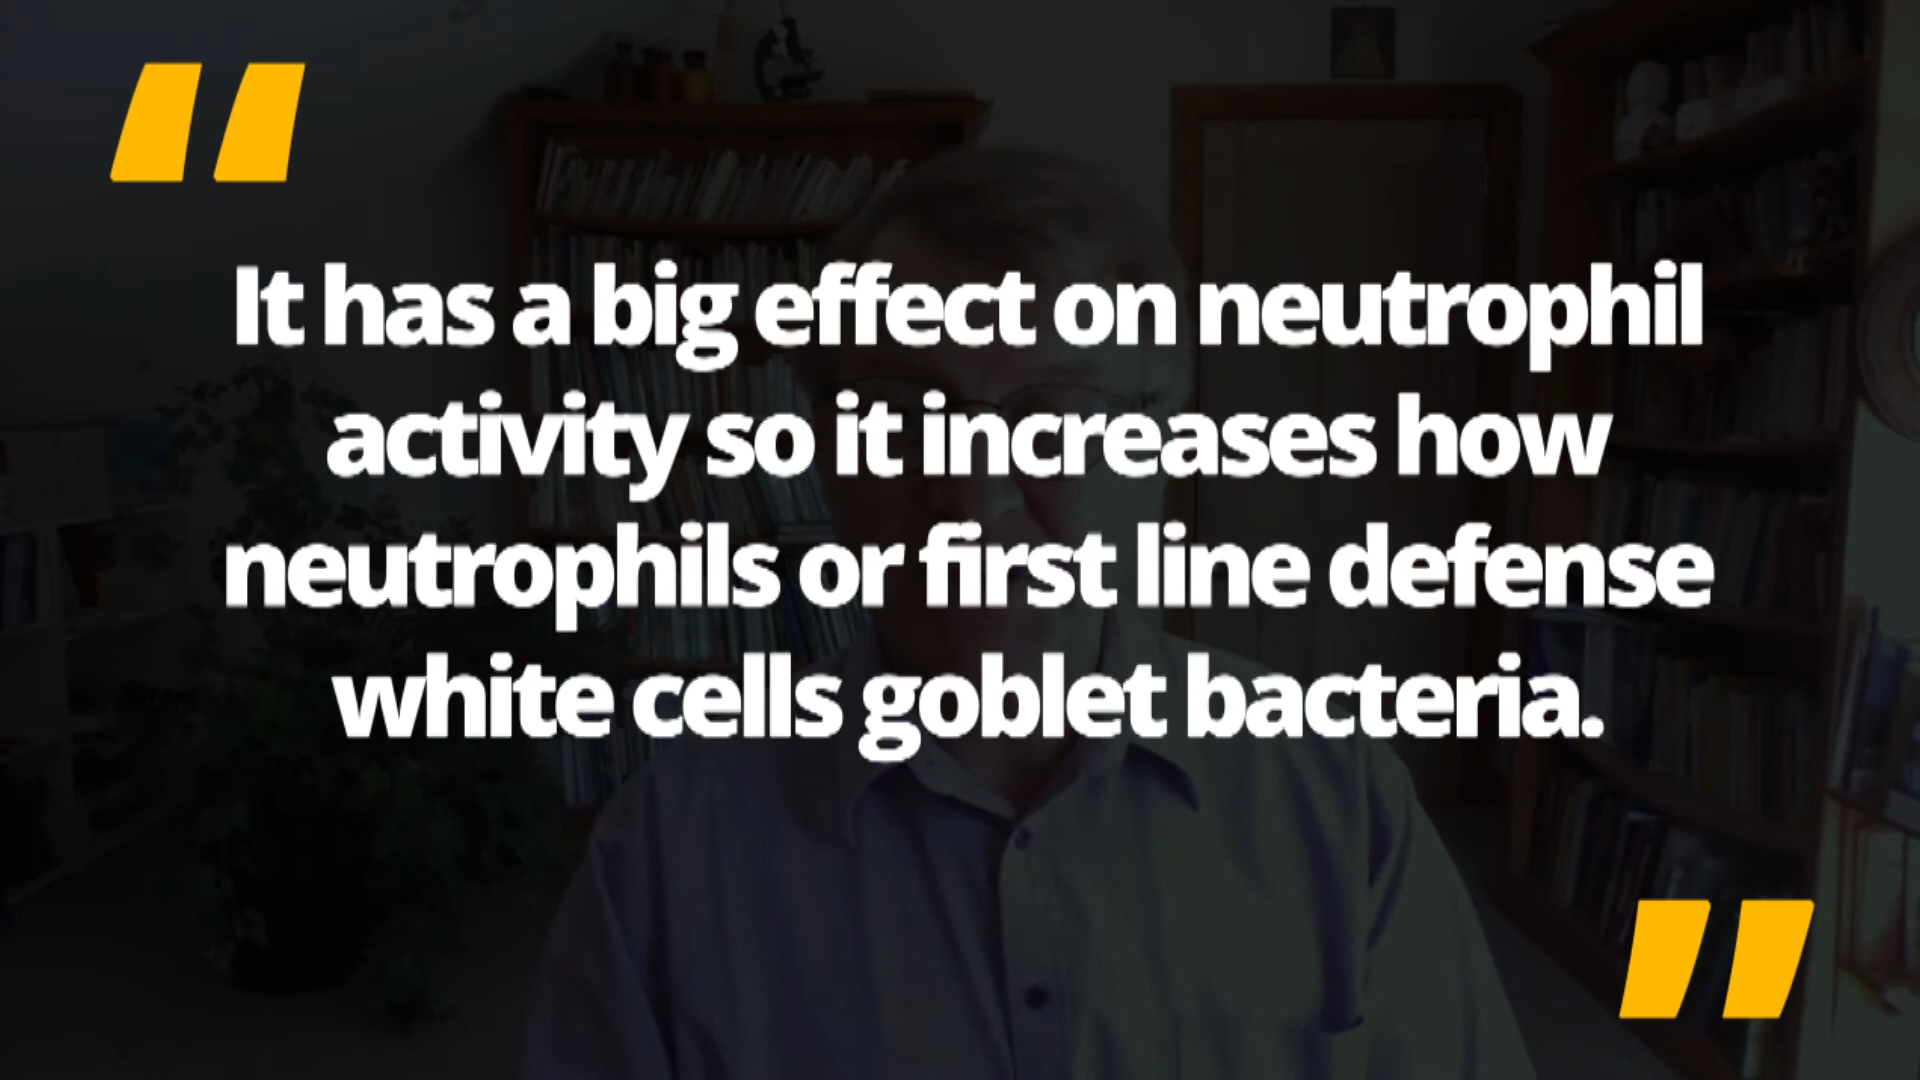 It has a big effect on neutrophil
activity so it increases how
neutrophils or first line defense
white cells goblet bacteria.